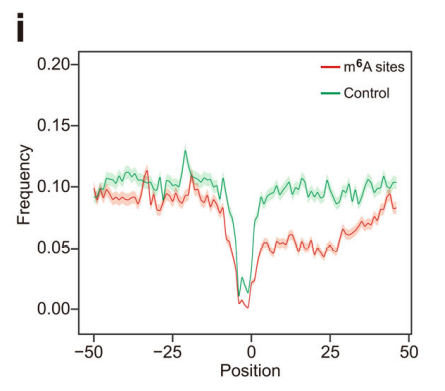 i
0.20
0.15
0.10
0.05
0.00
Frequency
m⁶A sites
Control
−50
−25
0
25
50
Position